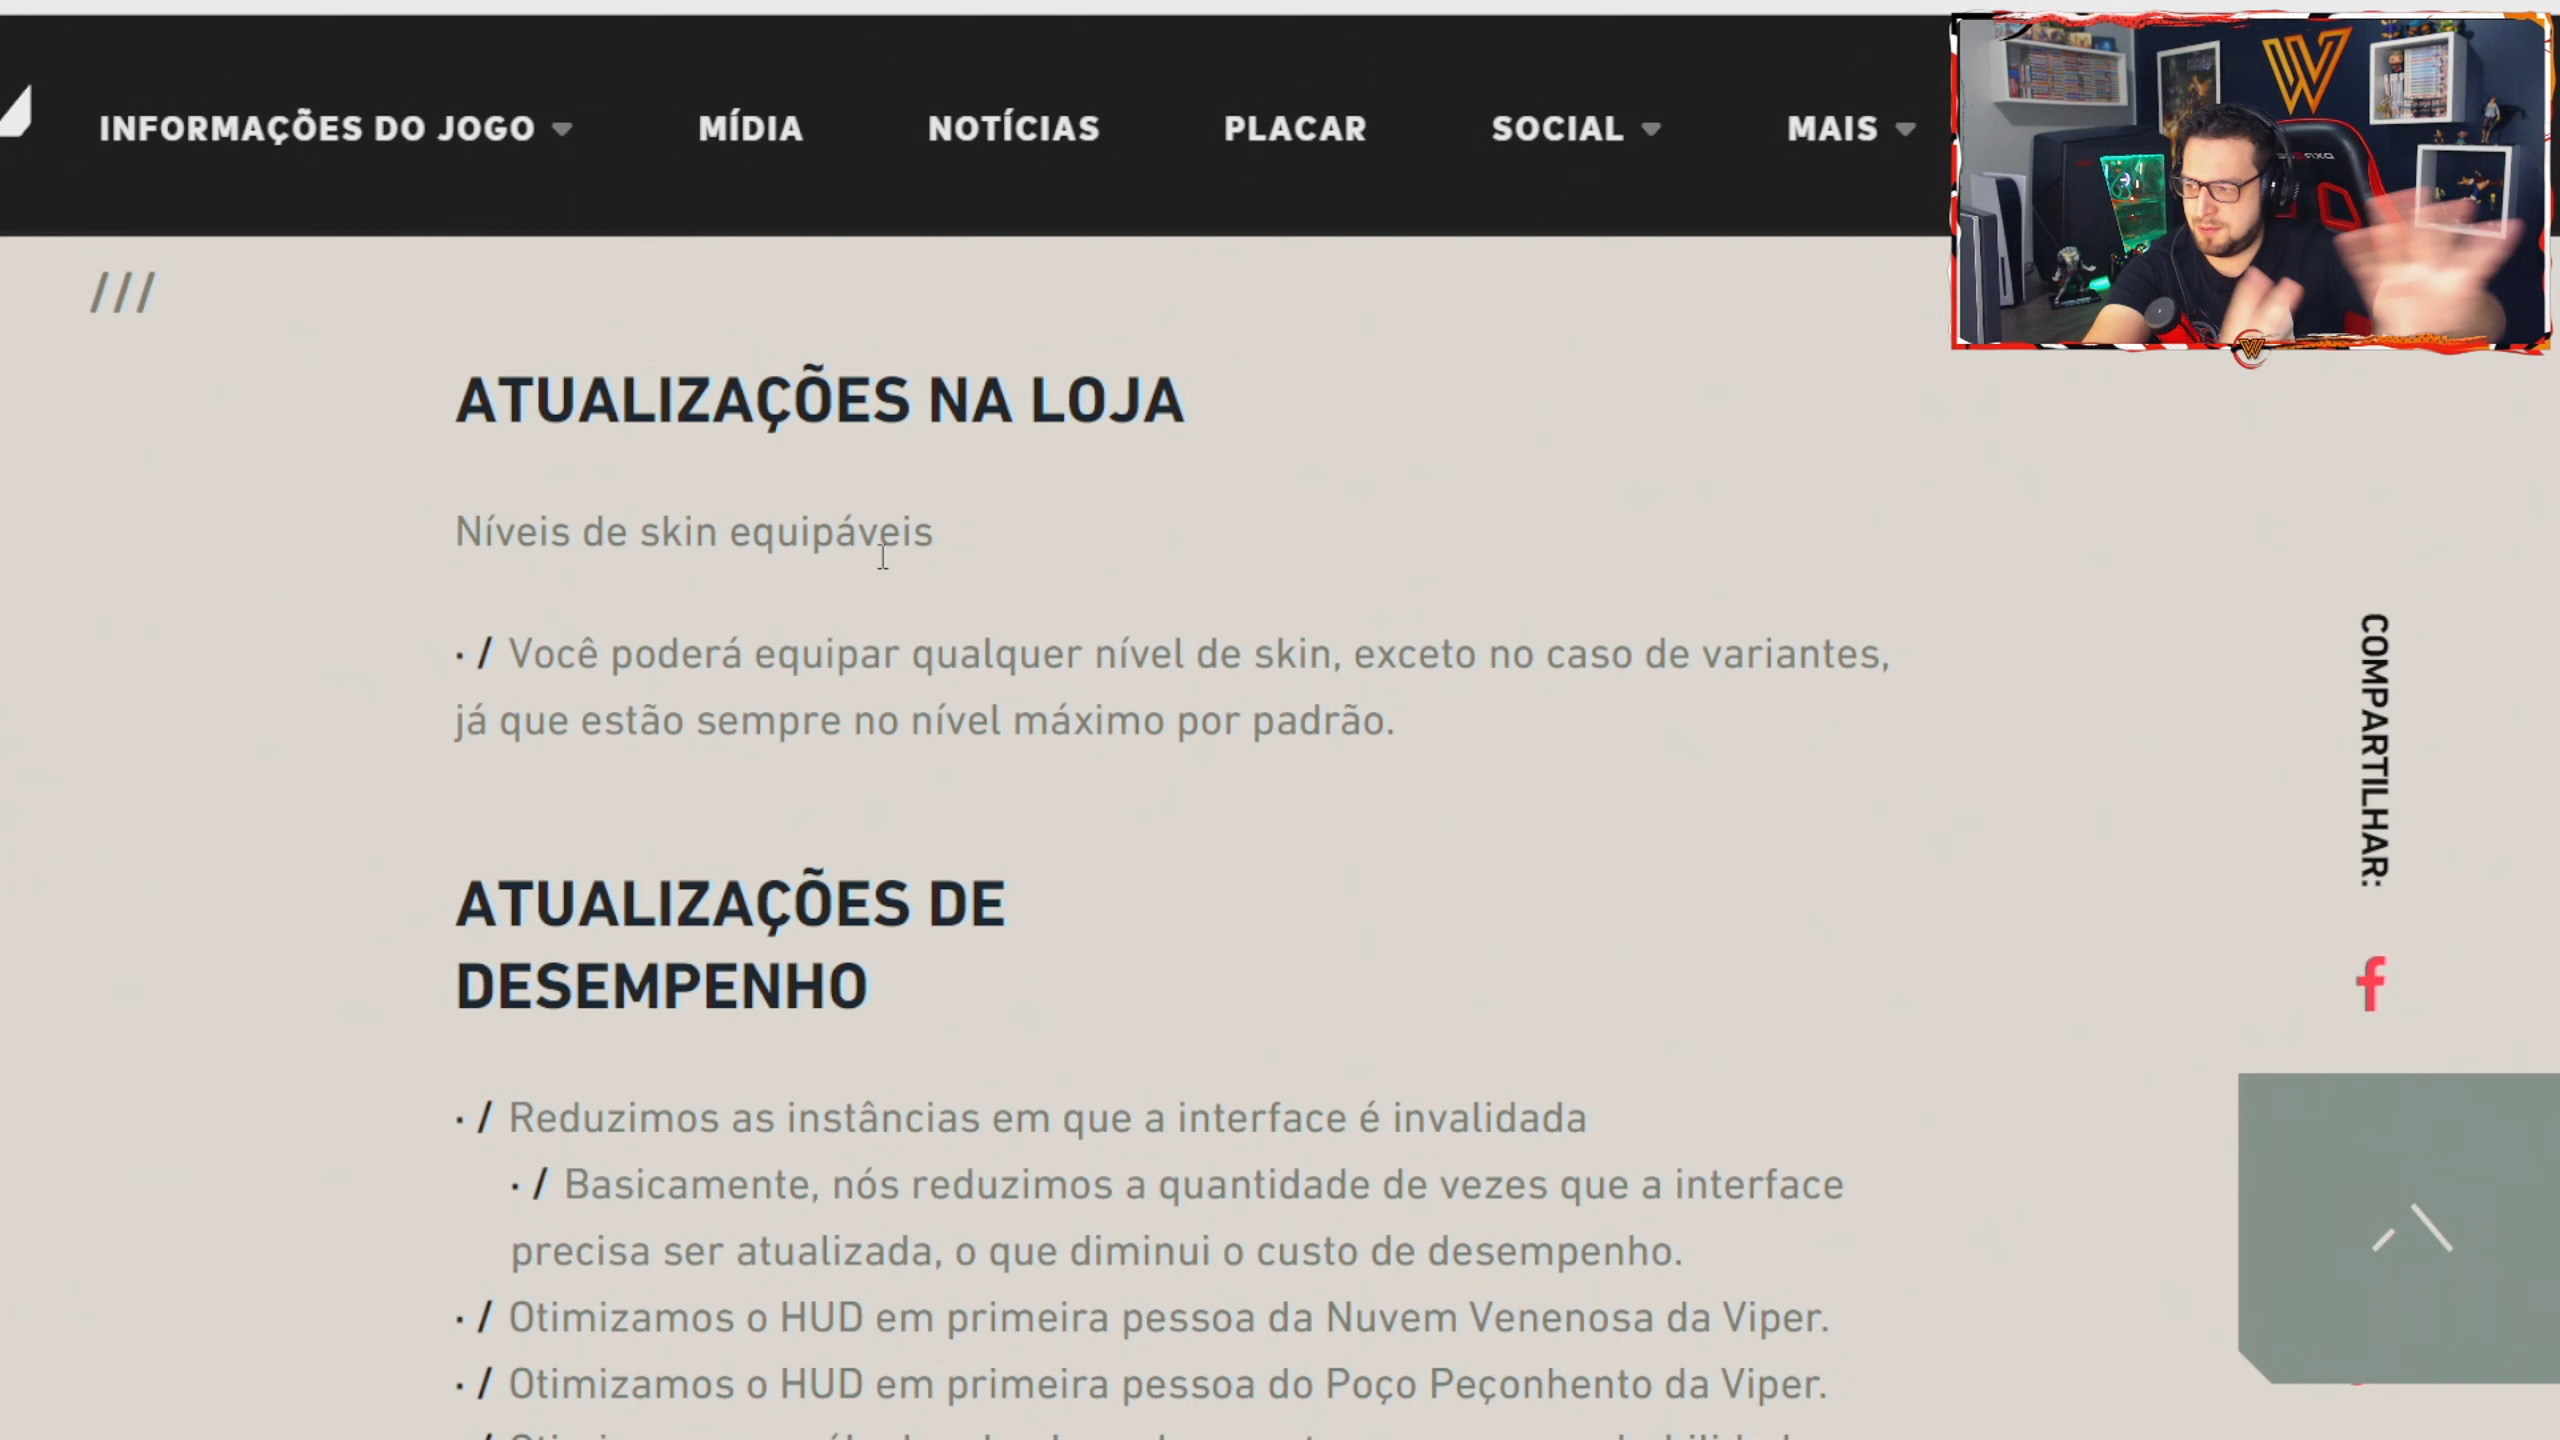 INFORMAÇÕES DO JOGO MÍDIA NOTÍCIAS PLACAR SOCIAL MAIS
///
ATUALIZAÇÕES NA LOJA
Níveis de skin equipáveis
· / Você poderá equipar qualquer nível de skin, exceto no caso de variantes,
já que estão sempre no nível máximo por padrão.
COMPARTILHAR:
ATUALIZAÇÕES DE
DESEMPENHO
· / Reduzimos as instâncias em que a interface é invalidada
· / Basicamente, nós reduzimos a quantidade de vezes que a interface
precisa ser atualizada, o que diminui o custo de desempenho.
· / Otimizamos o HUD em primeira pessoa da Nuvem Venenosa da Viper.
· / Otimizamos o HUD em primeira pessoa do Poço Peçonhento da Viper.